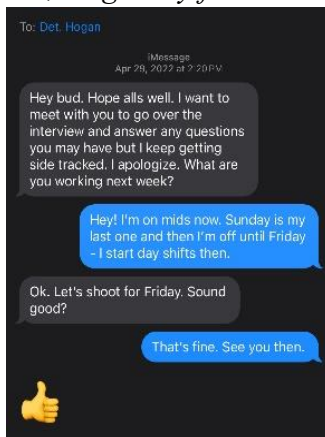 To: Det. Hogan
iMessage
Apr 29, 2022 at 2:20 PM
Hey bud. Hope alls well. I want to
meet with you to go over the
interview and answer any questions
you may have but I keep getting
side tracked. I apologize. What are
you working next week?
Hey! I'm on mids now. Sunday is my
last one and then I'm off until Friday
- I start day shifts then.
Ok. Let's shoot for Friday. Sound
good?
That's fine. See you then.